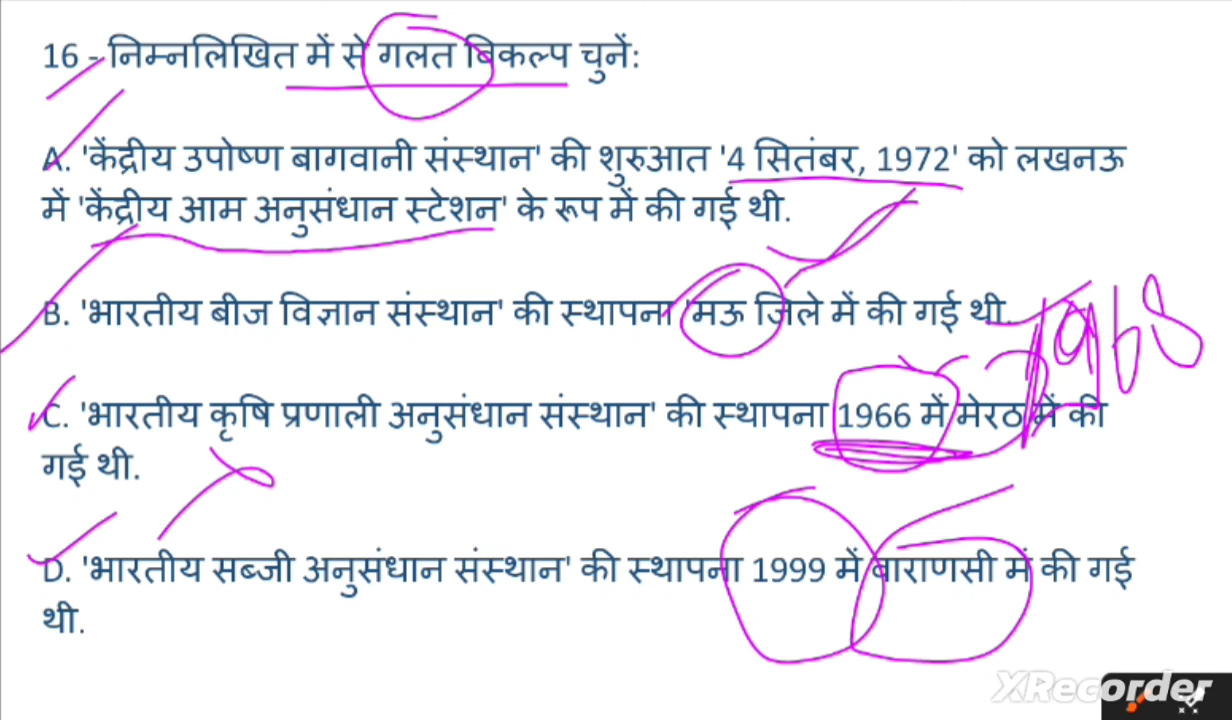 16 - निम्नलिखित में से गलत विकल्प चुनें:
A. 'केंद्रीय उपोष्ण बागवानी संस्थान' की शुरुआत '4 सितंबर, 1972' को लखनऊ
में 'केंद्रीय आम अनुसंधान स्टेशन' के रूप में की गई थी.
B. 'भारतीय बीज विज्ञान संस्थान' की स्थापना 'मऊ जिले में की गई थी.
1968
C. 'भारतीय कृषि प्रणाली अनुसंधान संस्थान' की स्थापना 1966 में मेरठ में की
गई थी.
D. 'भारतीय सब्जी अनुसंधान संस्थान' की स्थापना 1999 में वाराणसी में की गई
थी.
XRecorder